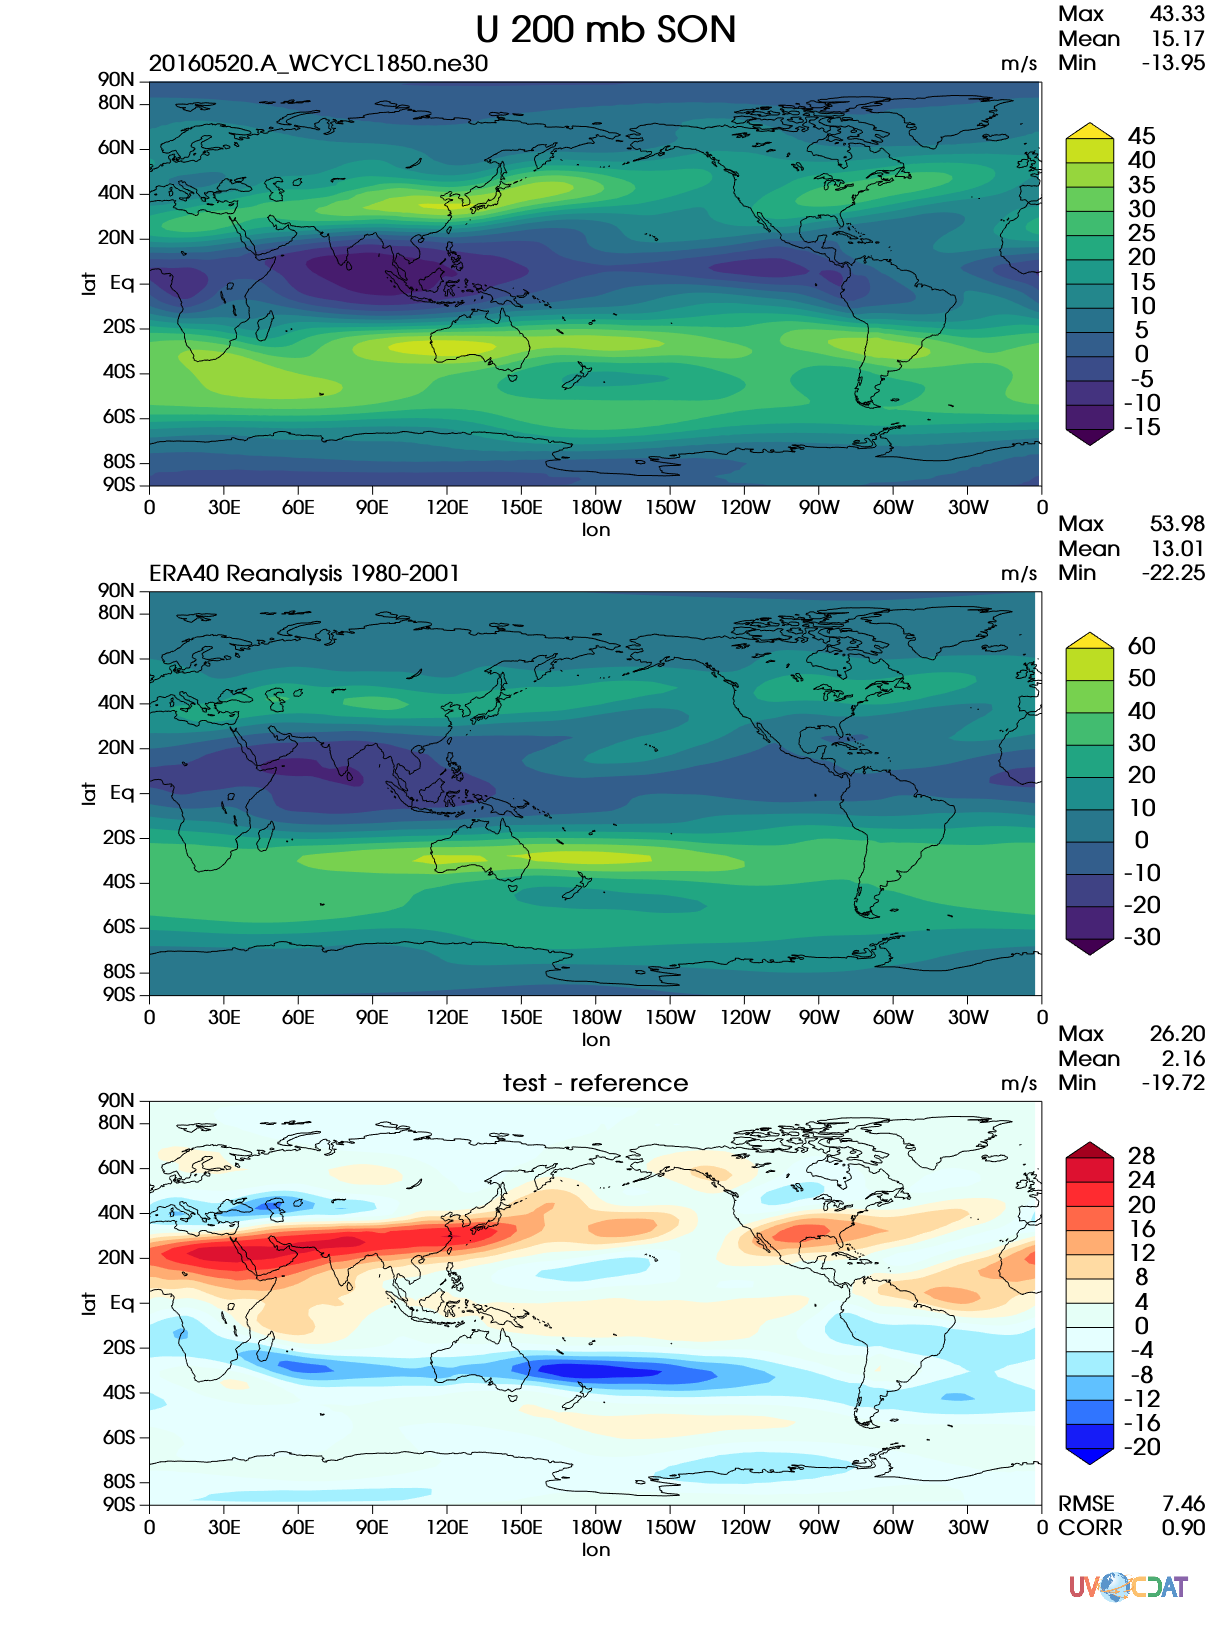 U 200 mb SON
20160520.A_WCYCL1850.ne30
m/s
Max 43.33
Mean 15.17
Min -13.95
90N
80N
60N
40N
20N
Eq
20S
40S
60S
80S
90S
lat
0 30E 60E 90E 120E 150E 180W 150W 120W 90W 60W 30W 0
lon
45
40
35
30
25
20
15
10
5
0
-5
-10
-15
ERA40 Reanalysis 1980-2001
m/s
Max 53.98
Mean 13.01
Min -22.25
90N
80N
60N
40N
20N
Eq
20S
40S
60S
80S
90S
lat
0 30E 60E 90E 120E 150E 180W 150W 120W 90W 60W 30W 0
lon
60
50
40
30
20
10
0
-10
-20
-30
test - reference
m/s
Max 26.20
Mean 2.16
Min -19.72
90N
80N
60N
40N
20N
Eq
20S
40S
60S
80S
90S
lat
0 30E 60E 90E 120E 150E 180W 150W 120W 90W 60W 30W 0
lon
28
24
20
16
12
8
4
0
-4
-8
-12
-16
-20
RMSE 7.46
CORR 0.90
UV CDAT